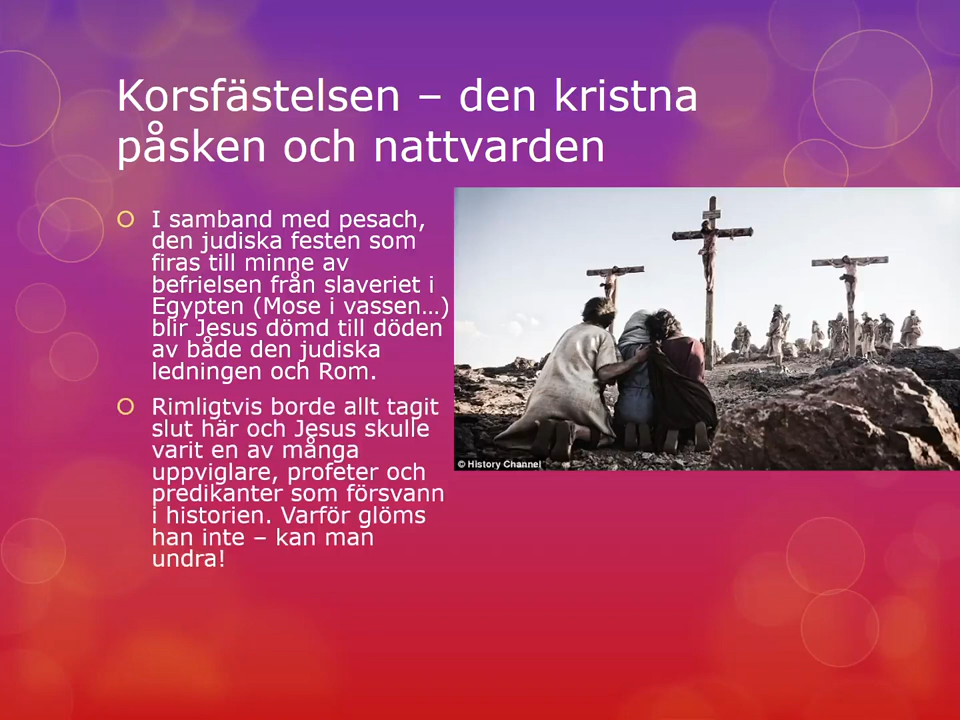 Korsfästelsen – den kristna
påsken och nattvarden
I samband med pesach,
den judiska festen som
firas till minne av
befrielsen från slaveriet i
Egypten (Mose i vassen…)
blir Jesus dömd till döden
av både den judiska
ledningen och Rom.
Rimligtvis borde allt tagit
slut här och Jesus skulle
varit en av många
uppviglare, profeter och
predikanter som försvann
i historien. Varför glöms
han inte – kan man
undra!
© History Channel